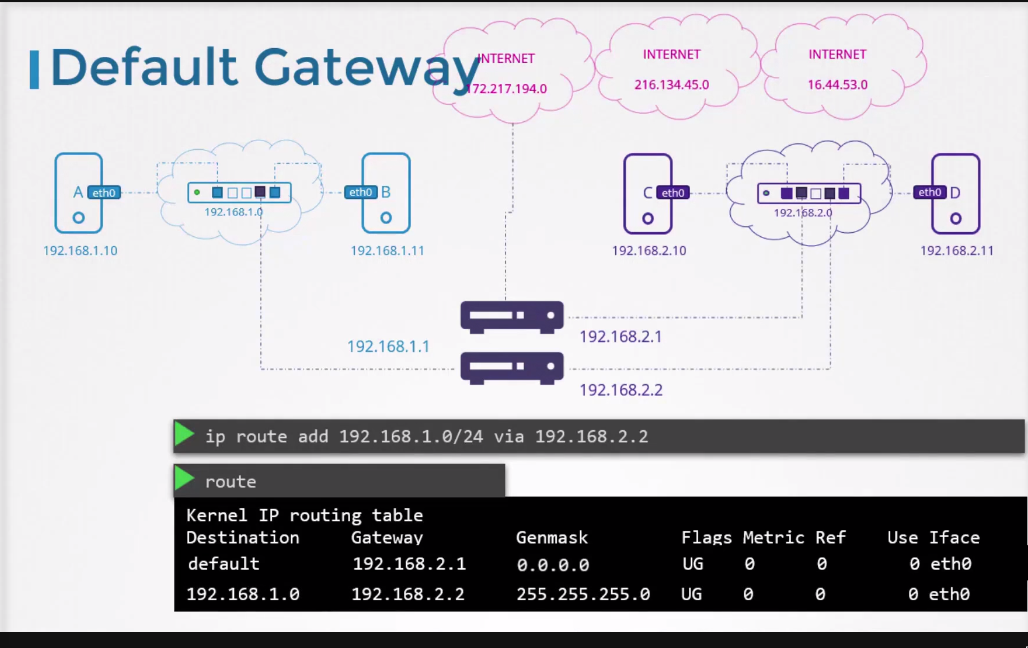 Default Gateway
INTERNET
172.217.194.0
INTERNET
216.134.45.0
INTERNET
16.44.53.0
A eth0
192.168.1.0
eth0 B
C eth0
192.168.2.0
eth0 D
192.168.1.10
192.168.1.11
192.168.2.10
192.168.2.11
192.168.1.1
192.168.2.1
192.168.2.2
ip route add 192.168.1.0/24 via 192.168.2.2
route
Kernel IP routing table
Destination Gateway Genmask Flags Metric Ref Use Iface
default 192.168.2.1 0.0.0.0 UG 0 0 0 eth0
192.168.1.0 192.168.2.2 255.255.255.0 UG 0 0 0 eth0